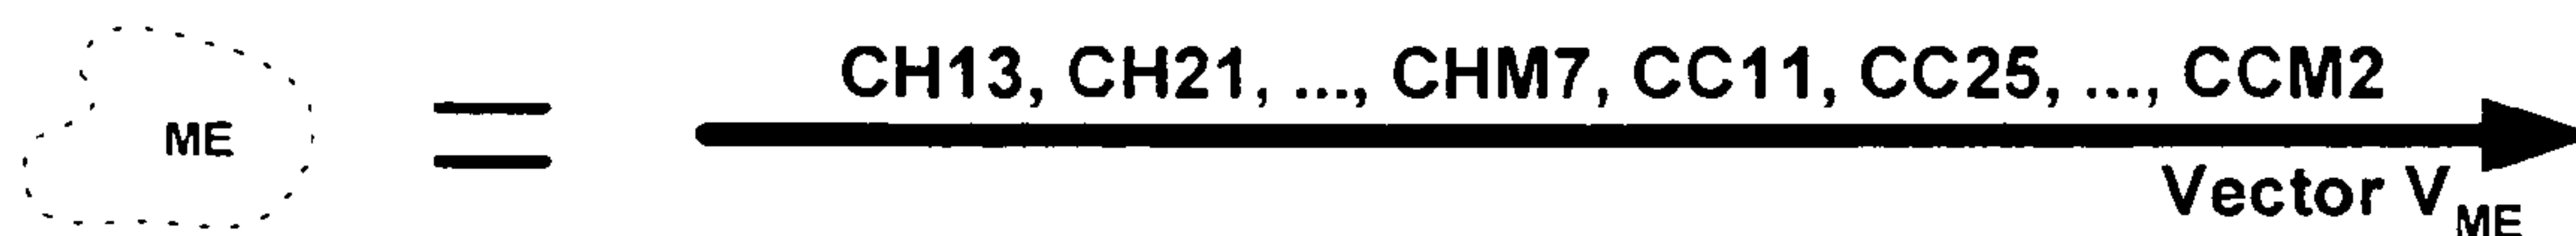 CH13, CH21, ..., CHM7, CC11, CC25, ..., CCM2
ME =
Vector V_ME